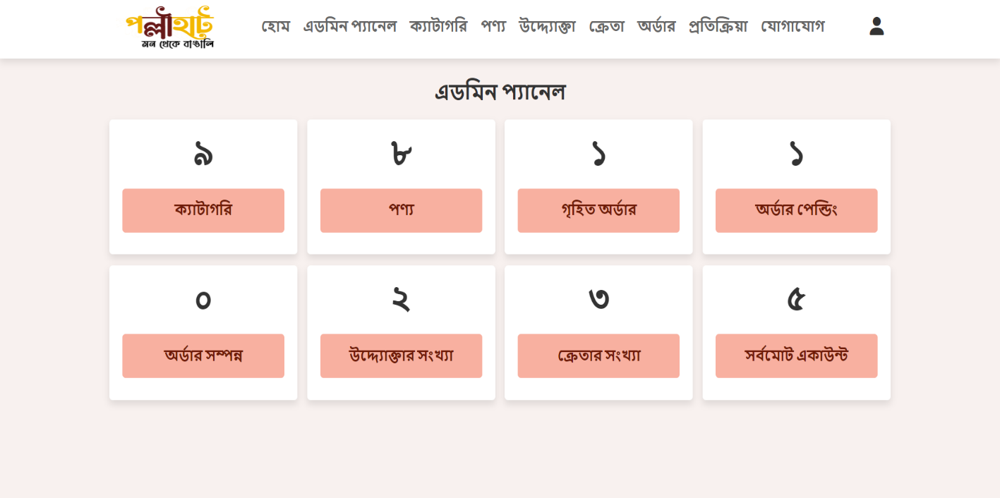 পল্লীহাট
মন থেকে বাঙালি
হোম এডমিন প্যানেল ক্যাটাগরি পণ্য উদ্দ্যোক্তা ক্রেতা অর্ডার প্রতিক্রিয়া যোগাযোগ
এডমিন প্যানেল
৯ ৮ ১ ১
ক্যাটাগরি পণ্য গৃহিত অর্ডার অর্ডার পেন্ডিং
০ ২ ৩ ৫
অর্ডার সম্পন্ন উদ্দ্যোক্তার সংখ্যা ক্রেতার সংখ্যা সর্বমোট একাউন্ট